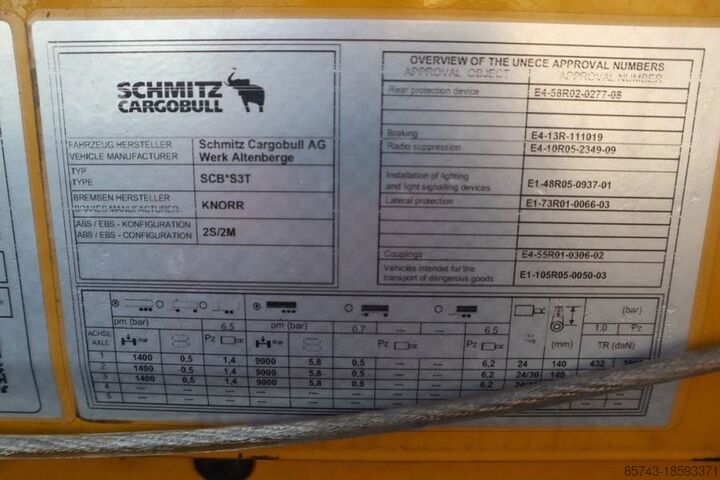 SCHMITZ
CARGOBULL
FAHRZEUG HERSTELLER
VEHICLE MANUFACTURER
Schmitz Cargobull AG
Werk Altenberge
TYP
TYPE
SCB*S3T
BREMSEN HERSTELLER
BRAKES MANUFACTURER
KNORR
ABS / EBS - KONFIGURATION
ABS / EBS - CONFIGURATION
2S/2M
OVERVIEW OF THE UNECE APPROVAL NUMBERS
APPROVAL OBJECT APPROVAL NUMBER
Rear protection device E4-58R02-0277-08
Braking E4-13R-111019
Radio suppression E4-10R05-2349-09
Installation of lighting
and light signalling devices E1-48R05-0937-01
Lateral protection E1-73R01-0066-03
Couplings E4-55R01-0306-02
Vehicles intendet for the
transport of dangerous goods E1-105R05-0050-03
pm (bar) 6.5 pm (bar) 0.7 --- --- 6.5 (bar)
1.0 Pz
ACHSE
AXLE
Pz Pz Pz (mm) TR (daN)
1 1400 0,5 1,4 9000 5,8 0,5 --- --- 6,2 24 140 432
2 1400 0,5 1,4 9000 5,8 0,5 --- --- 6,2 24/30 140
3 1400 0,5 1,4 9000 5,8 0,5 --- --- 6,2 24/30
4 --- --- --- --- --- --- --- --- ---
5 --- --- --- --- --- --- --- ---
85743-18593371